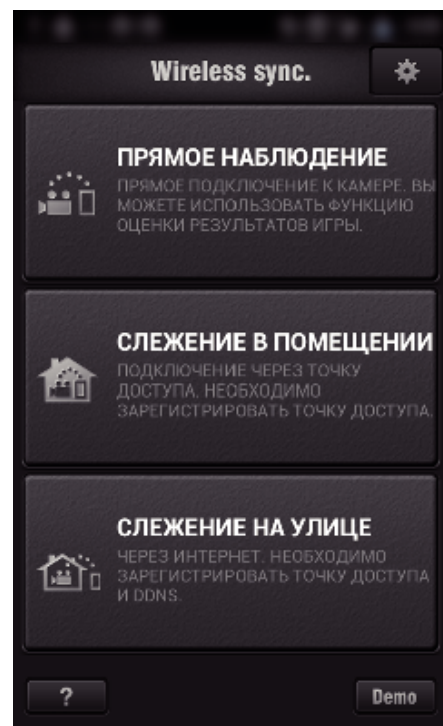 Wireless sync.
ПРЯМОЕ НАБЛЮДЕНИЕ
ПРЯМОЕ ПОДКЛЮЧЕНИЕ К КАМЕРЕ. ВЫ
МОЖЕТЕ ИСПОЛЬЗОВАТЬ ФУНКЦИЮ
ОЦЕНКИ РЕЗУЛЬТАТОВ ИГРЫ.
СЛЕЖЕНИЕ В ПОМЕЩЕНИИ
ПОДКЛЮЧЕНИЕ ЧЕРЕЗ ТОЧКУ
ДОСТУПА. НЕОБХОДИМО
ЗАРЕГИСТРИРОВАТЬ ТОЧКУ ДОСТУПА.
СЛЕЖЕНИЕ НА УЛИЦЕ
ЧЕРЕЗ ИНТЕРНЕТ. НЕОБХОДИМО
ЗАРЕГИСТРИРОВАТЬ ТОЧКУ ДОСТУПА
И DDNS.
? Demo